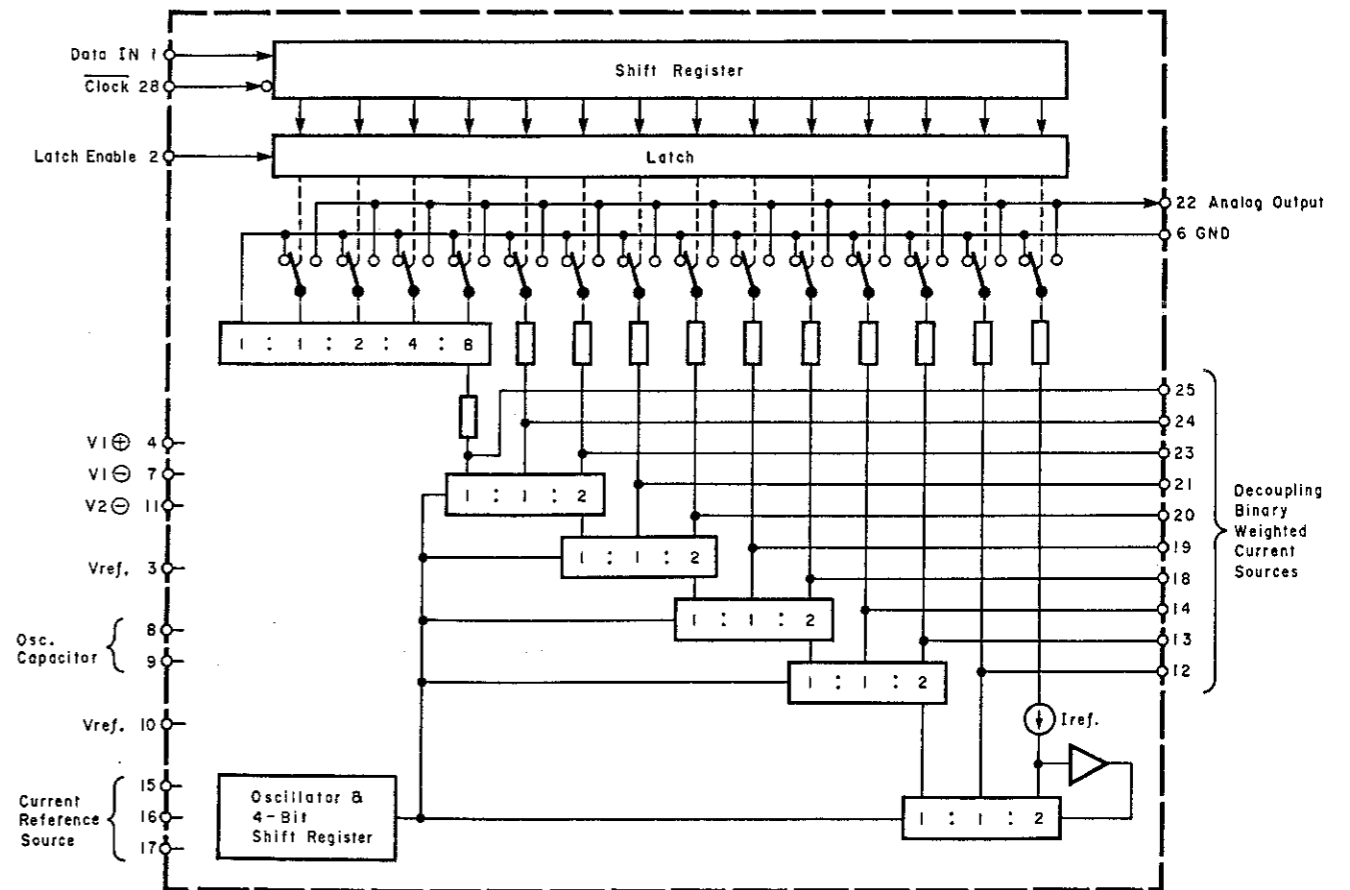 Data IN 1
Shift Register
Clock 28
Latch Enable 2
Latch
22 Analog Output
6 GND
1 : 1 : 2 : 4 : 8
25
24
V1⊕ 4
23
V1⊖ 7
1 : 1 : 2
21
V2⊖ 11
20
Decoupling
Binary
Weighted
Current
Sources
1 : 1 : 2
19
Vref. 3
18
1 : 1 : 2
14
Osc.
Capacitor
8
9
13
12
1 : 1 : 2
Vref. 10
Iref.
Current
Reference
Source
15
16
17
Oscillator &
4-Bit
Shift Register
1 : 1 : 2